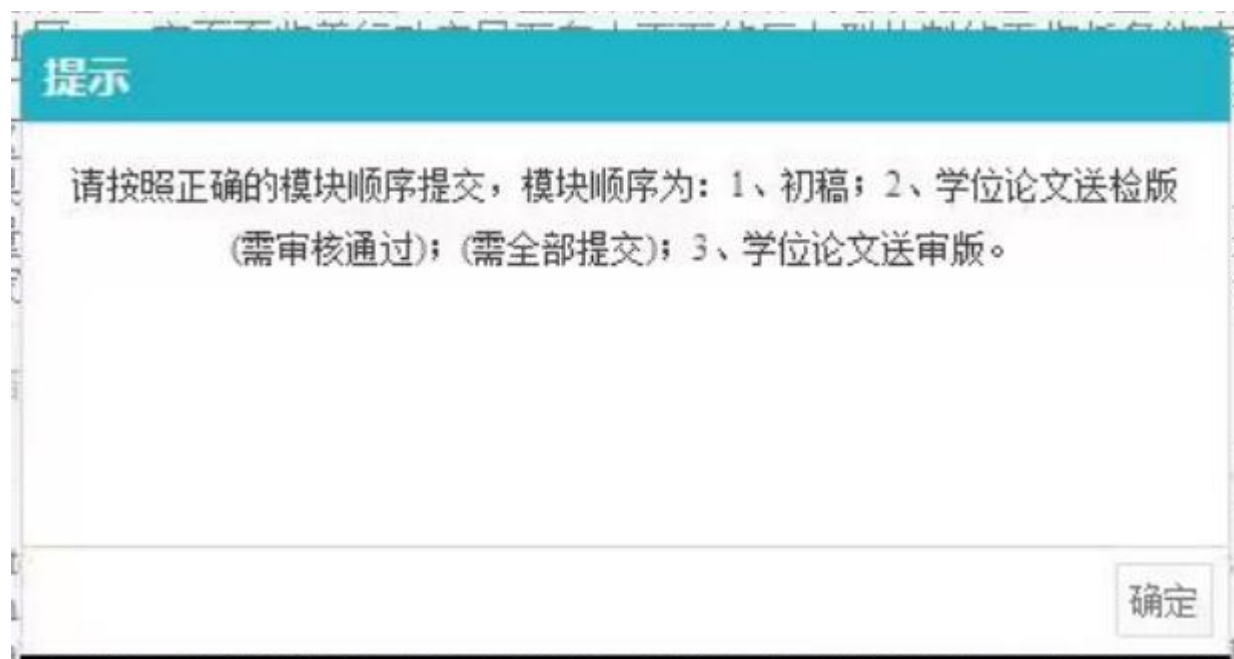 提示
请按照正确的模块顺序提交，模块顺序为：1、初稿；2、学位论文送检版
(需审核通过)；(需全部提交)；3、学位论文送审版。
确定